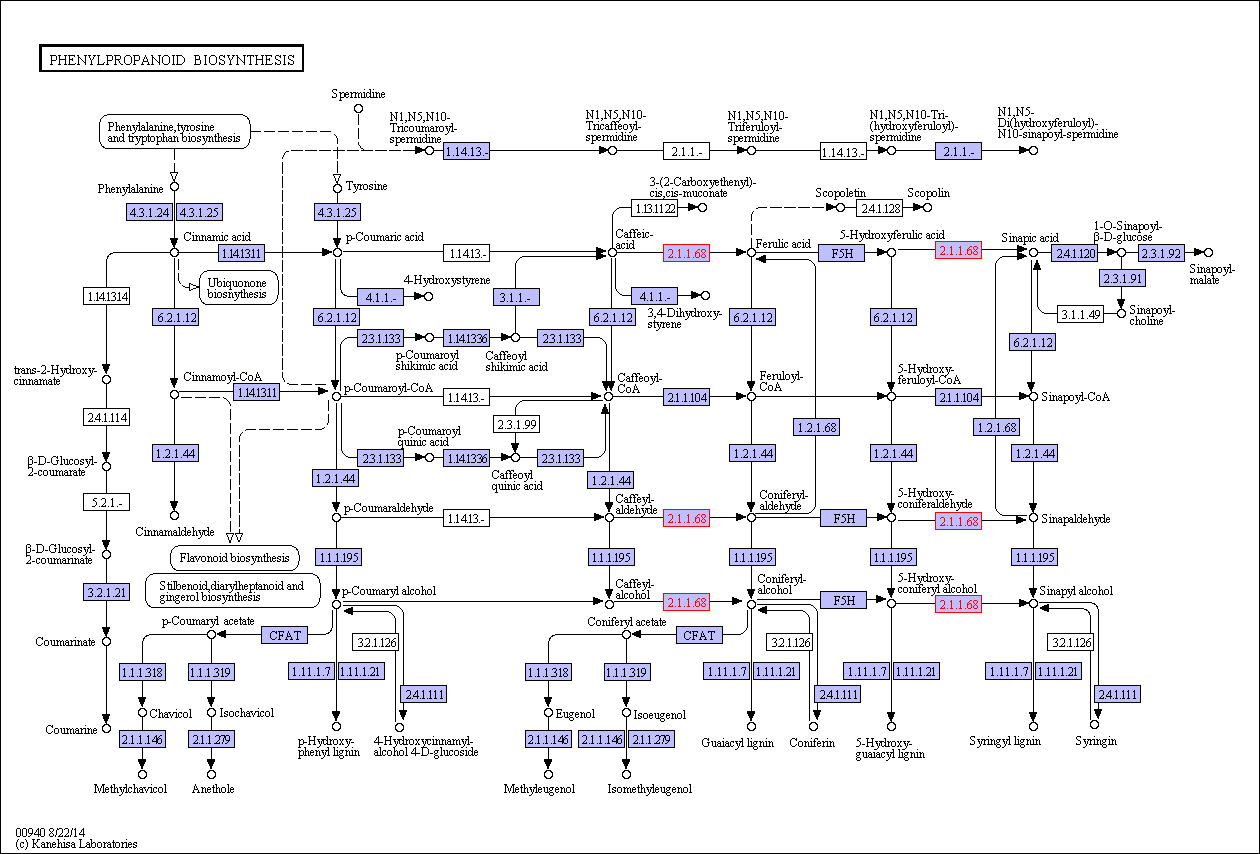 PHENYLPROPANOID BIOSYNTHESIS
Spermidine
N1,N5,N10-
Tricoumaroyl-
spermidine
N1,N5,N10-
Tricaffeoyl-
spermidine
N1,N5,N10-
Triferuloyl-
spermidine
N1,N5,N10-Tri-
(hydroxyferuloyl)-
spermidine
N1,N5-
Di(hydroxyferuloyl)-
N10-sinapoyl-spermidine
Phenylalanine,tyrosine
and tryptophan biosynthesis
1.14.13.-
2.1.1.-
1.14.13.-
2.1.1.-
Phenylalanine
Tyrosine
3-(2-Carboxyethenyl)-
cis,cis-muconate
Scopoletin
Scopolin
4.3.1.24
4.3.1.25
4.3.1.25
1.13.11.22
2.4.1.128
Cinnamic acid
p-Coumaric acid
Caffeic-
acid
Ferulic acid
5-Hydroxyferulic acid
Sinapic acid
1-O-Sinapoyl-
β-D-glucose
1.14.13.11
1.14.13.-
2.1.1.68
F5H
2.1.1.68
2.4.1.120
2.3.1.92
Sinapoyl-
malate
Ubiquonone
biosnythesis
4-Hydroxystyrene
2.3.1.91
1.14.13.14
4.1.1.-
3.1.1.-
4.1.1.-
3,4-Dihydroxy-
styrene
3.1.1.49
Sinapoyl-
choline
6.2.1.12
6.2.1.12
6.2.1.12
6.2.1.12
6.2.1.12
6.2.1.12
2.3.1.133
1.14.13.36
2.3.1.133
p-Coumaroyl
shikimic acid
Caffeoyl
shikimic acid
trans-2-Hydroxy-
cinnamate
Cinnamoyl-CoA
1.14.13.11
p-Coumaroyl-CoA
1.14.13.-
Caffeoyl-
CoA
2.1.1.104
Feruloyl-
CoA
5-Hydroxy-
feruloyl-CoA
2.1.1.104
Sinapoyl-CoA
2.4.1.114
2.3.1.99
1.2.1.68
1.2.1.68
p-Coumaroyl
quinic acid
β-D-Glucosyl-
2-coumarate
1.2.1.44
2.3.1.133
1.14.13.36
2.3.1.133
1.2.1.44
1.2.1.44
1.2.1.44
Caffeoyl
quinic acid
1.2.1.44
1.2.1.44
5.2.1.-
Cinnamaldehyde
p-Coumaraldehyde
1.14.13.-
Caffeyl-
aldehyde
2.1.1.68
Coniferyl-
aldehyde
F5H
5-Hydroxy-
coniferaldehyde
2.1.1.68
Sinapaldehyde
β-D-Glucosyl-
2-coumarinate
Flavonoid biosynthesis
1.1.1.195
1.1.1.195
1.1.1.195
1.1.1.195
1.1.1.195
3.2.1.21
Stilbenoid,diarylheptanoid and
gingerol biosynthesis
p-Coumaryl alcohol
Caffeyl-
alcohol
2.1.1.68
Coniferyl-
alcohol
F5H
5-Hydroxy-
coniferyl alcohol
2.1.1.68
Sinapyl alcohol
Coumarinate
p-Coumaryl acetate
CFAT
3.2.1.126
Coniferyl acetate
CFAT
3.2.1.126
3.2.1.126
1.1.1.318
1.1.1.319
1.11.1.7
1.11.1.21
1.1.1.318
1.1.1.319
1.11.1.7
1.11.1.21
1.11.1.7
1.11.1.21
1.11.1.7
1.11.1.21
2.4.1.111
2.4.1.111
2.4.1.111
Coumarine
Chavicol
Isochavicol
Eugenol
Isoeugenol
2.1.1.146
2.1.1.279
p-Hydroxy-
phenyl lignin
4-Hydroxycinnamyl-
alcohol 4-D-glucoside
2.1.1.146
2.1.1.146
2.1.1.279
Guaiacyl lignin
Coniferin
5-Hydroxy-
guaiacyl lignin
Syringyl lignin
Syringin
Methylchavicol
Anethole
Methyleugenol
Isomethyleugenol
00940 8/22/14
(c) Kanehisa Laboratories